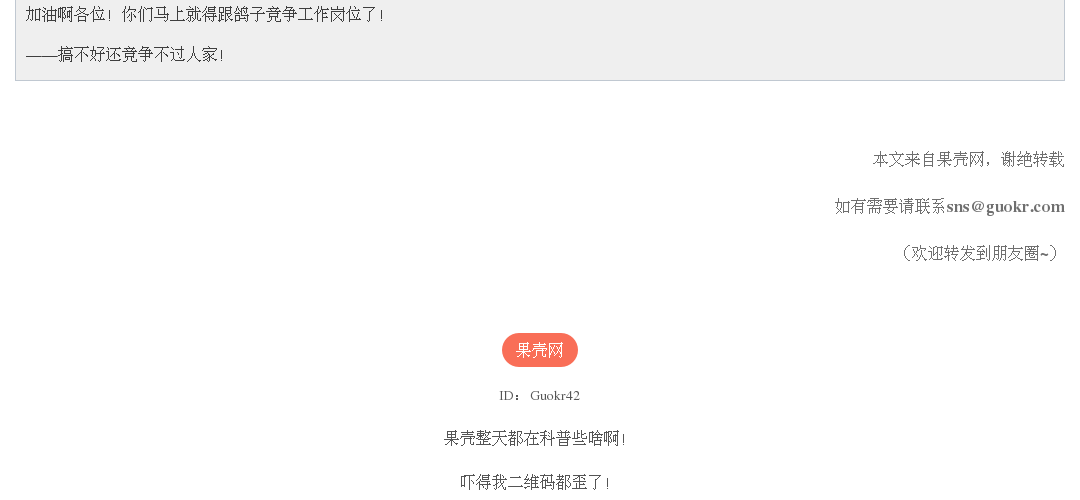 加油啊各位！你们马上就得跟鸽子竞争工作岗位了！
——搞不好还竞争不过人家！
本文来自果壳网，谢绝转载
如有需要请联系sns@guokr.com
（欢迎转发到朋友圈~）
果壳网
ID：Guokr42
果壳整天都在科普些啥啊！
吓得我二维码都歪了！